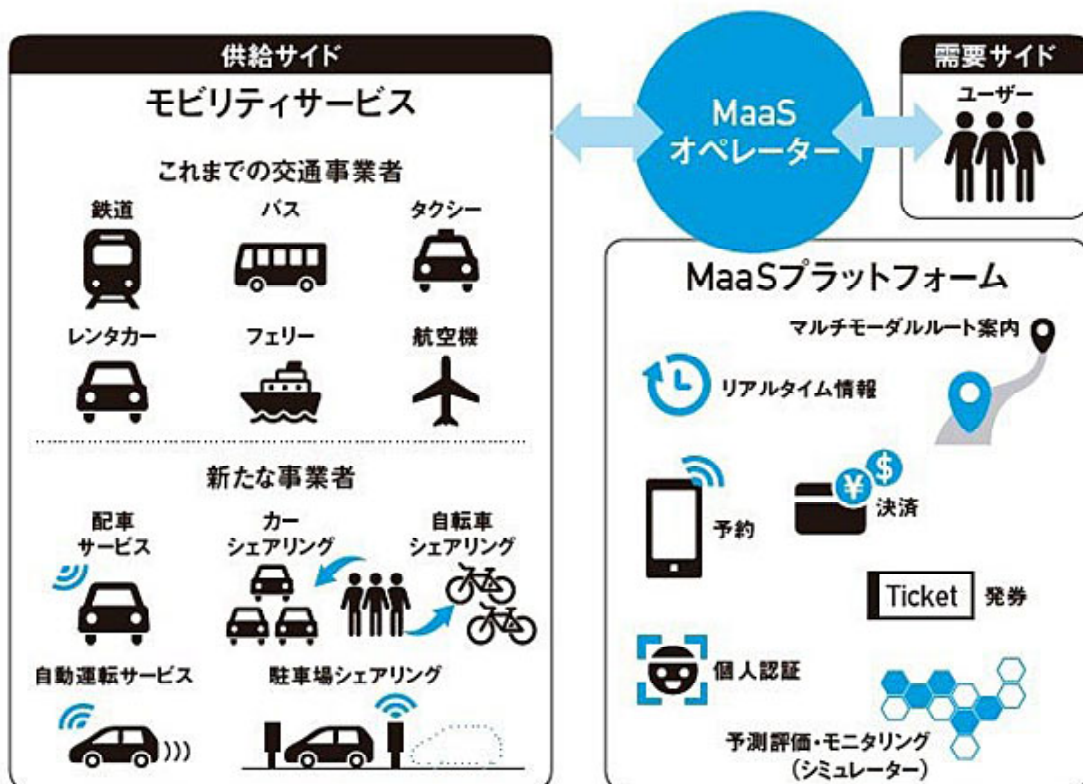 供給サイド
モビリティサービス
これまでの交通事業者
鉄道
バス
タクシー
レンタカー
フェリー
航空機
新たな事業者
配車
サービス
カー
シェアリング
自転車
シェアリング
自動運転サービス
駐車場シェアリング
MaaS
オペレーター
需要サイド
ユーザー
MaaSプラットフォーム
マルチモーダルルート案内
リアルタイム情報
予約
¥
$
決済
Ticket
発券
個人認証
予測評価・モニタリング
(シミュレーター)